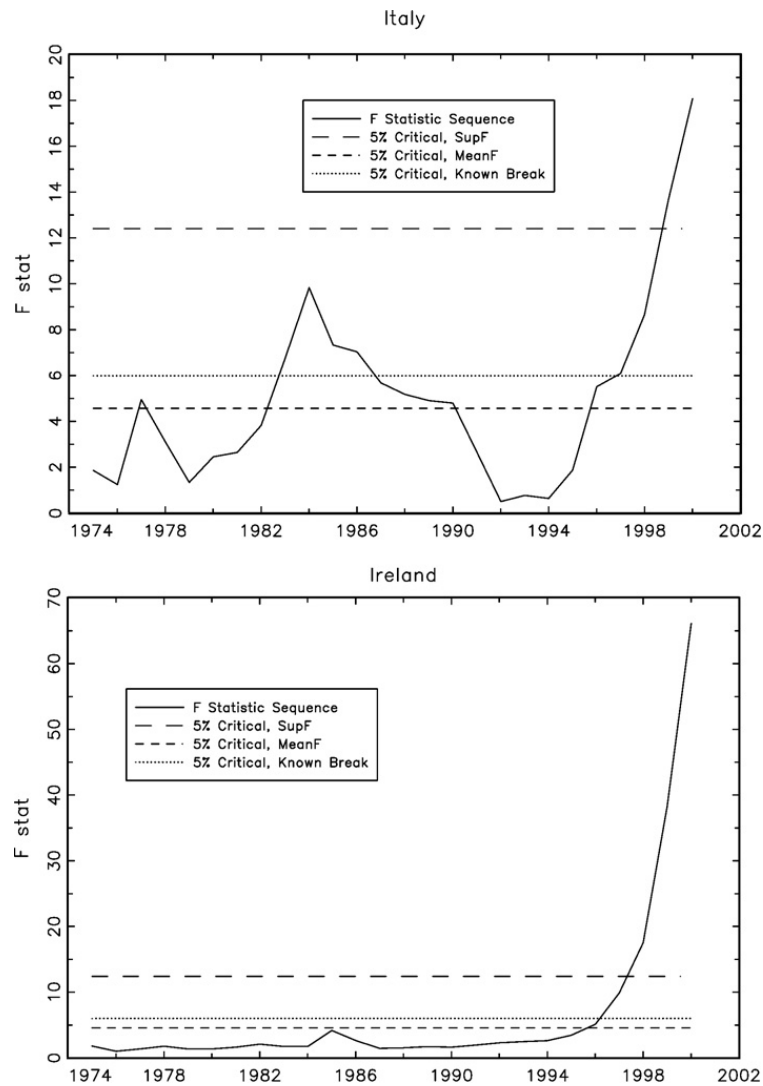 Italy
F stat
20
18
16
14
12
10
8
6
4
2
0
F Statistic Sequence
5% Critical, SupF
5% Critical, MeanF
5% Critical, Known Break
1974 1978 1982 1986 1990 1994 1998 2002
Ireland
F stat
70
60
50
40
30
20
10
0
F Statistic Sequence
5% Critical, SupF
5% Critical, MeanF
5% Critical, Known Break
1974 1978 1982 1986 1990 1994 1998 2002